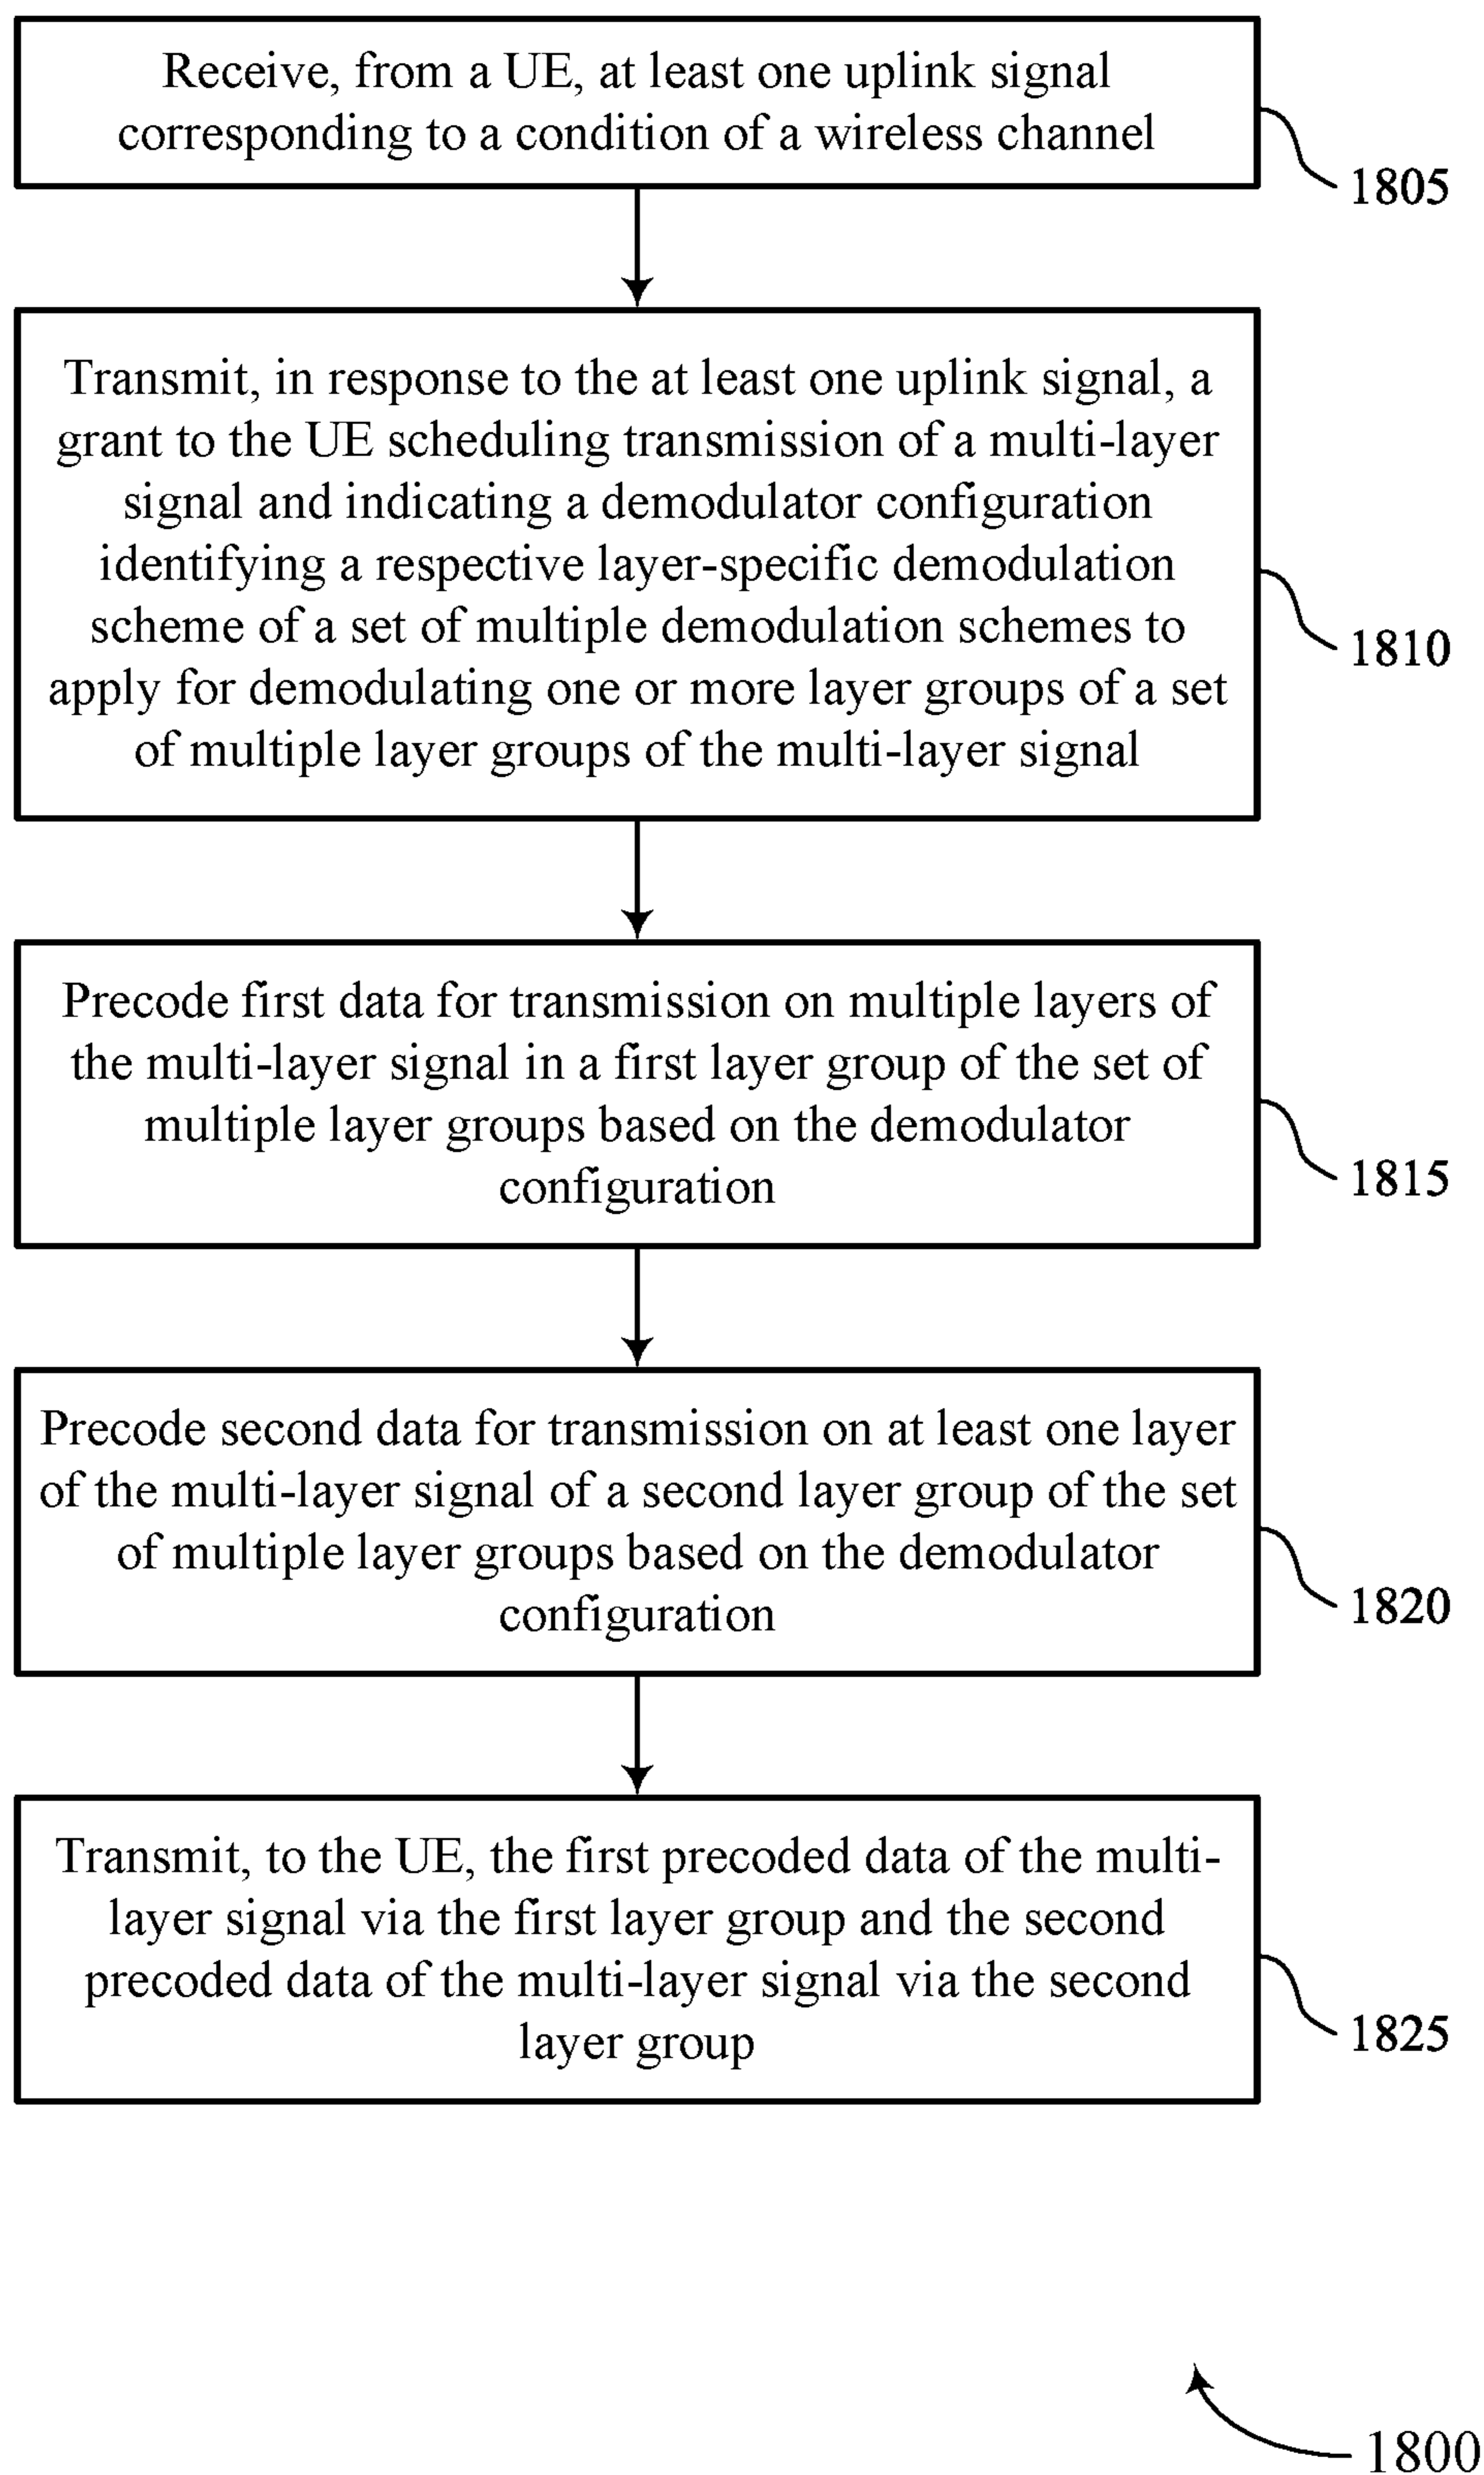 Receive, from a UE, at least one uplink signal
corresponding to a condition of a wireless channel
1805
Transmit, in response to the at least one uplink signal, a
grant to the UE scheduling transmission of a multi-layer
signal and indicating a demodulator configuration
identifying a respective layer-specific demodulation
scheme of a set of multiple demodulation schemes to
apply for demodulating one or more layer groups of a set
of multiple layer groups of the multi-layer signal
1810
Precode first data for transmission on multiple layers of
the multi-layer signal in a first layer group of the set of
multiple layer groups based on the demodulator
configuration
1815
Precode second data for transmission on at least one layer
of the multi-layer signal of a second layer group of the set
of multiple layer groups based on the demodulator
configuration
1820
Transmit, to the UE, the first precoded data of the multi-
layer signal via the first layer group and the second
precoded data of the multi-layer signal via the second
layer group
1825
1800